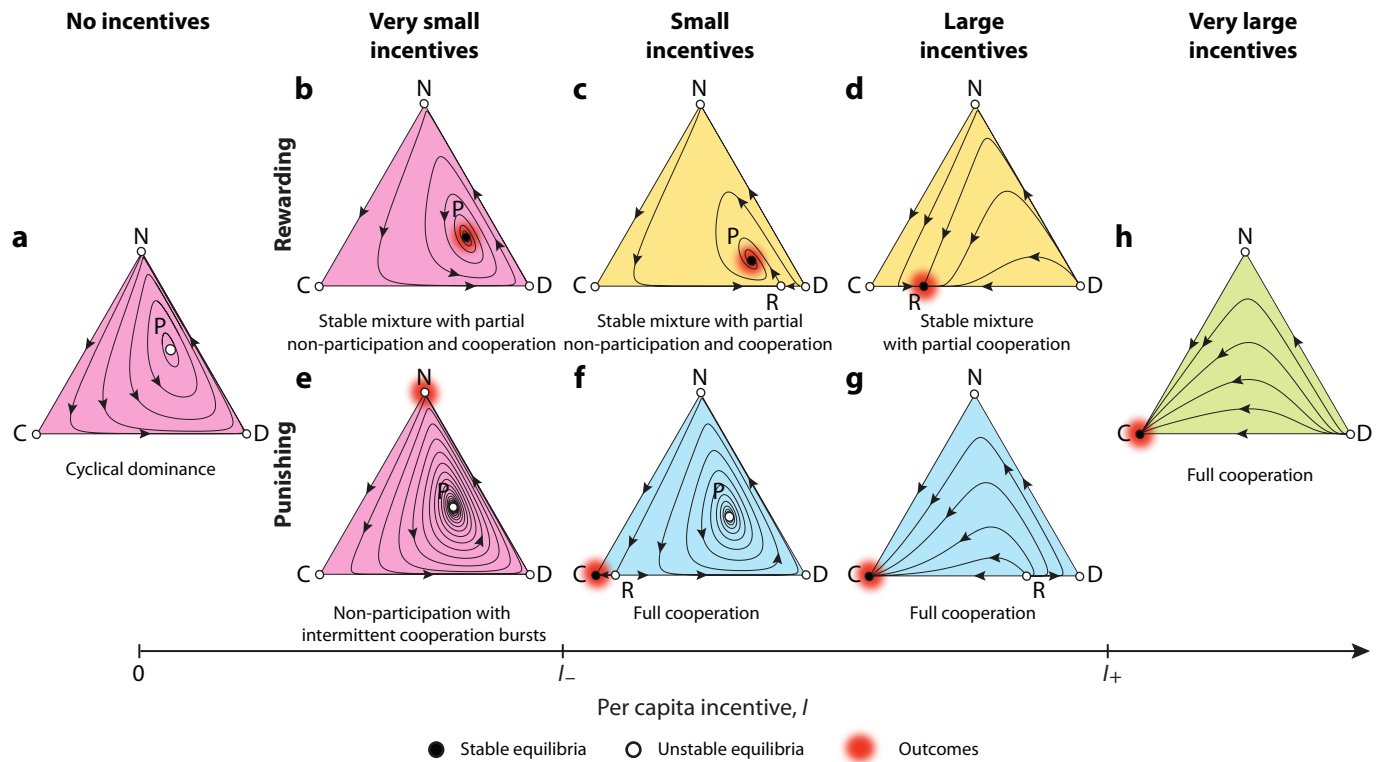 No incentives
Very small
incentives
Small
incentives
Large
incentives
Very large
incentives
Rewarding
Punishing
a
N
P
C
D
Cyclical dominance
b
N
P
C
D
Stable mixture with partial
non-participation and cooperation
c
N
P
C
R
D
Stable mixture with partial
non-participation and cooperation
d
N
C
R
D
Stable mixture
with partial cooperation
e
N
P
C
D
Non-participation with
intermittent cooperation bursts
f
N
P
C
R
D
Full cooperation
g
N
C
R
D
Full cooperation
h
N
C
D
Full cooperation
0
I−
I+
Per capita incentive, I
Stable equilibria
Unstable equilibria
Outcomes